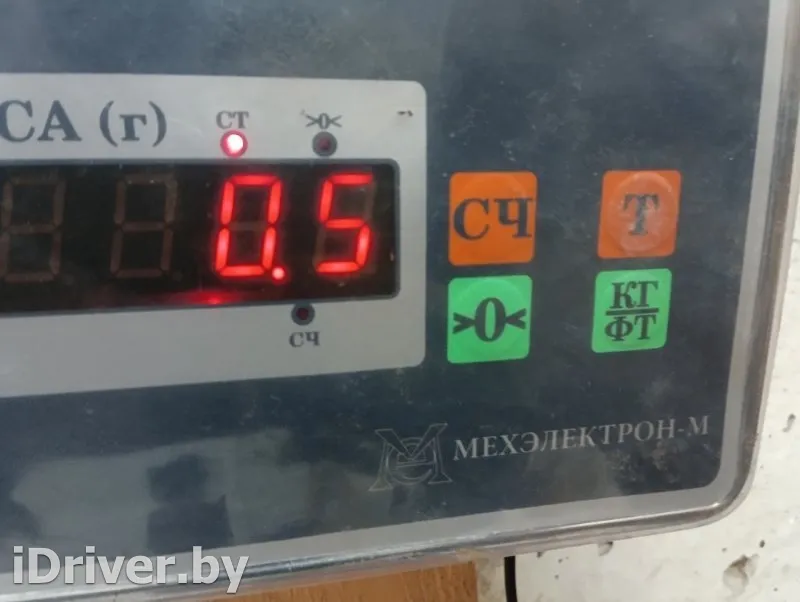 СА (г)
СТ >0<
0.5
СЧ
СЧ Т
>0< КГ
ФТ
МЕХЭЛЕКТРОН-М
iDriver.by